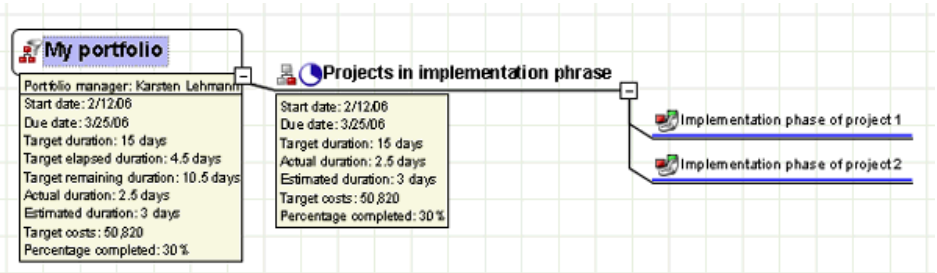 My portfolio
Portfolio manager: Karsten Lehmann
Start date: 2/12/06
Due date: 3/25/06
Target duration: 15 days
Target elapsed duration: 4.5 days
Target remaining duration: 10.5 days
Actual duration: 2.5 days
Estimated duration: 3 days
Target costs: 50,820
Percentage completed: 30%
Projects in implementation phrase
Start date: 2/12/06
Due date: 3/25/06
Target duration: 15 days
Actual duration: 2.5 days
Estimated duration: 3 days
Target costs: 50,820
Percentage completed: 30%
Implementation phase of project 1
Implementation phase of project 2